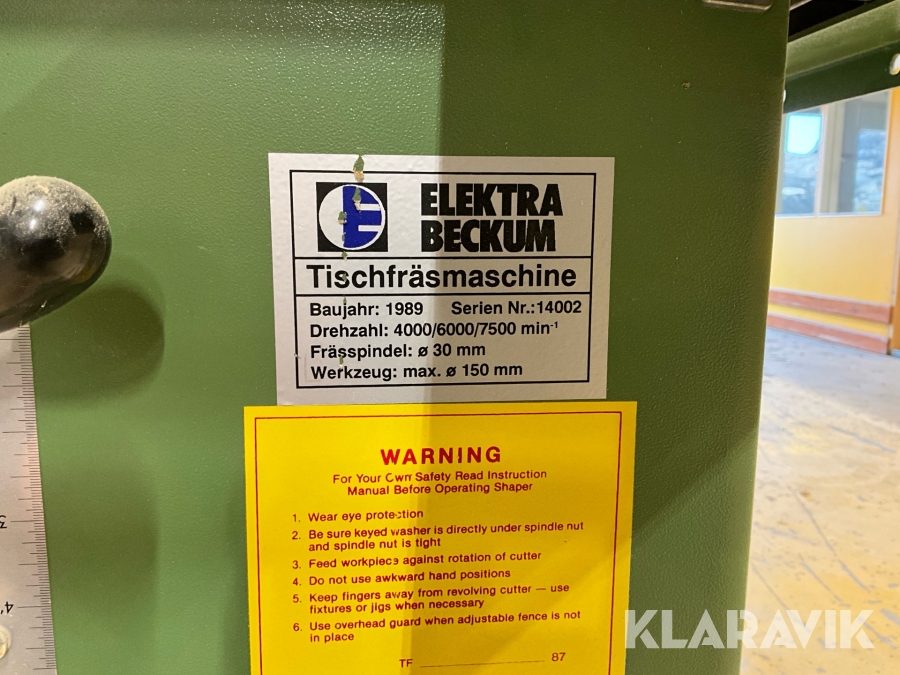 ELEKTRA
BECKUM
Tischfräsmaschine
Baujahr: 1989 Serien Nr.:14002
Drehzahl: 4000/6000/7500 min⁻¹
Frässpindel: ø 30 mm
Werkzeug: max. ø 150 mm
WARNING
For Your Own Safety Read Instruction
Manual Before Operating Shaper
1. Wear eye protection
2. Be sure keyed washer is directly under spindle nut
and spindle nut is tight
3. Feed workpiece against rotation of cutter
4. Do not use awkward hand positions
5. Keep fingers away from revolving cutter — use
fixtures or jigs when necessary
6. Use overhead guard when adjustable fence is not
in place
TF 87
3
4
KLARAVIK